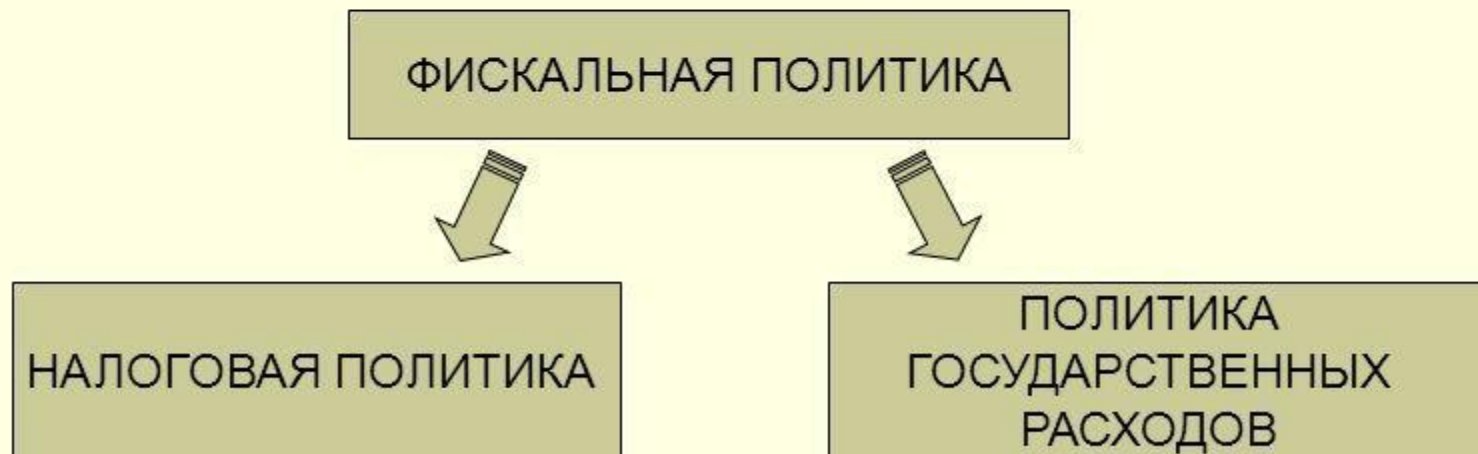 ФИСКАЛЬНАЯ ПОЛИТИКА
НАЛОГОВАЯ ПОЛИТИКА
ПОЛИТИКА
ГОСУДАРСТВЕННЫХ
РАСХОДОВ